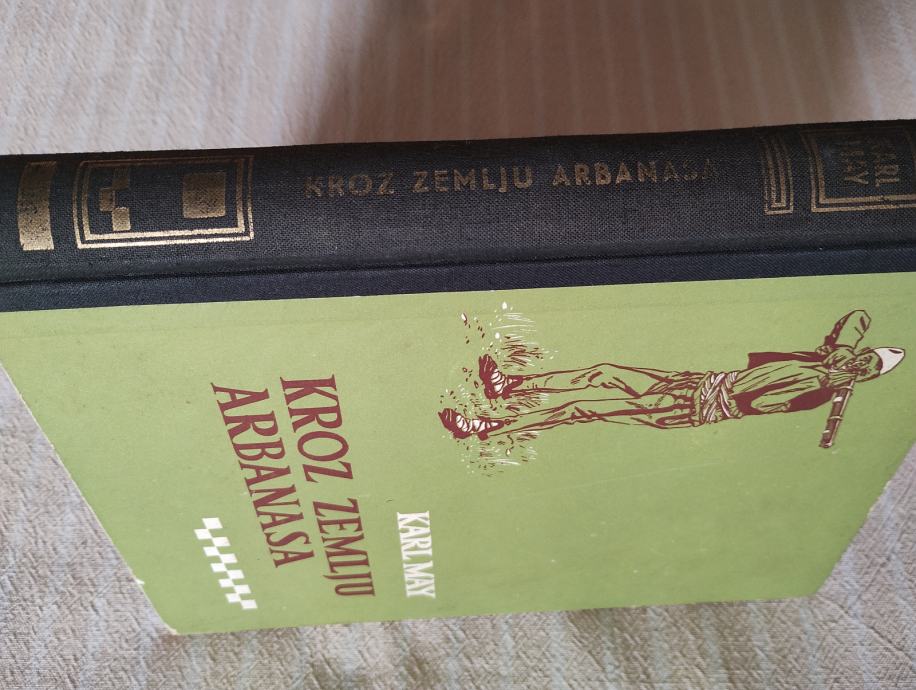 KARL MAY
KROZ ZEMLJU
ARBANASA
KROZ ZEMLJU ARBANASA
KARL
MAY